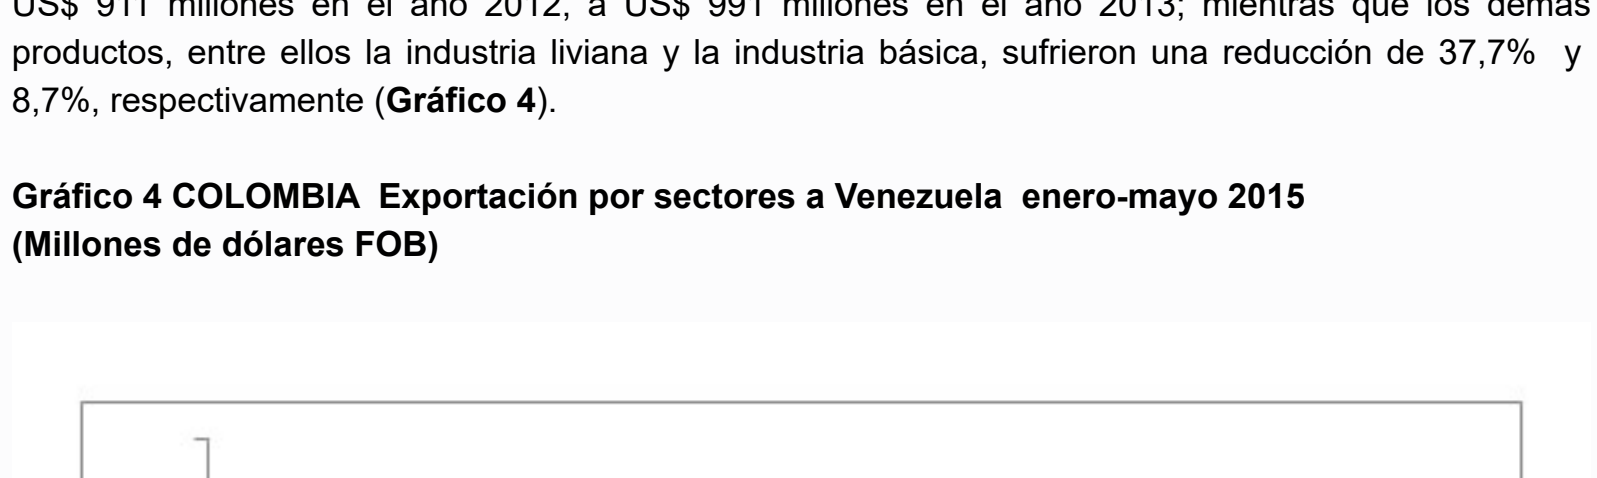 US$ 911 millones en el año 2012, a US$ 991 millones en el año 2013; mientras que los demás
productos, entre ellos la industria liviana y la industria básica, sufrieron una reducción de 37,7% y
8,7%, respectivamente (Gráfico 4).
Gráfico 4 COLOMBIA Exportación por sectores a Venezuela enero-mayo 2015
(Millones de dólares FOB)